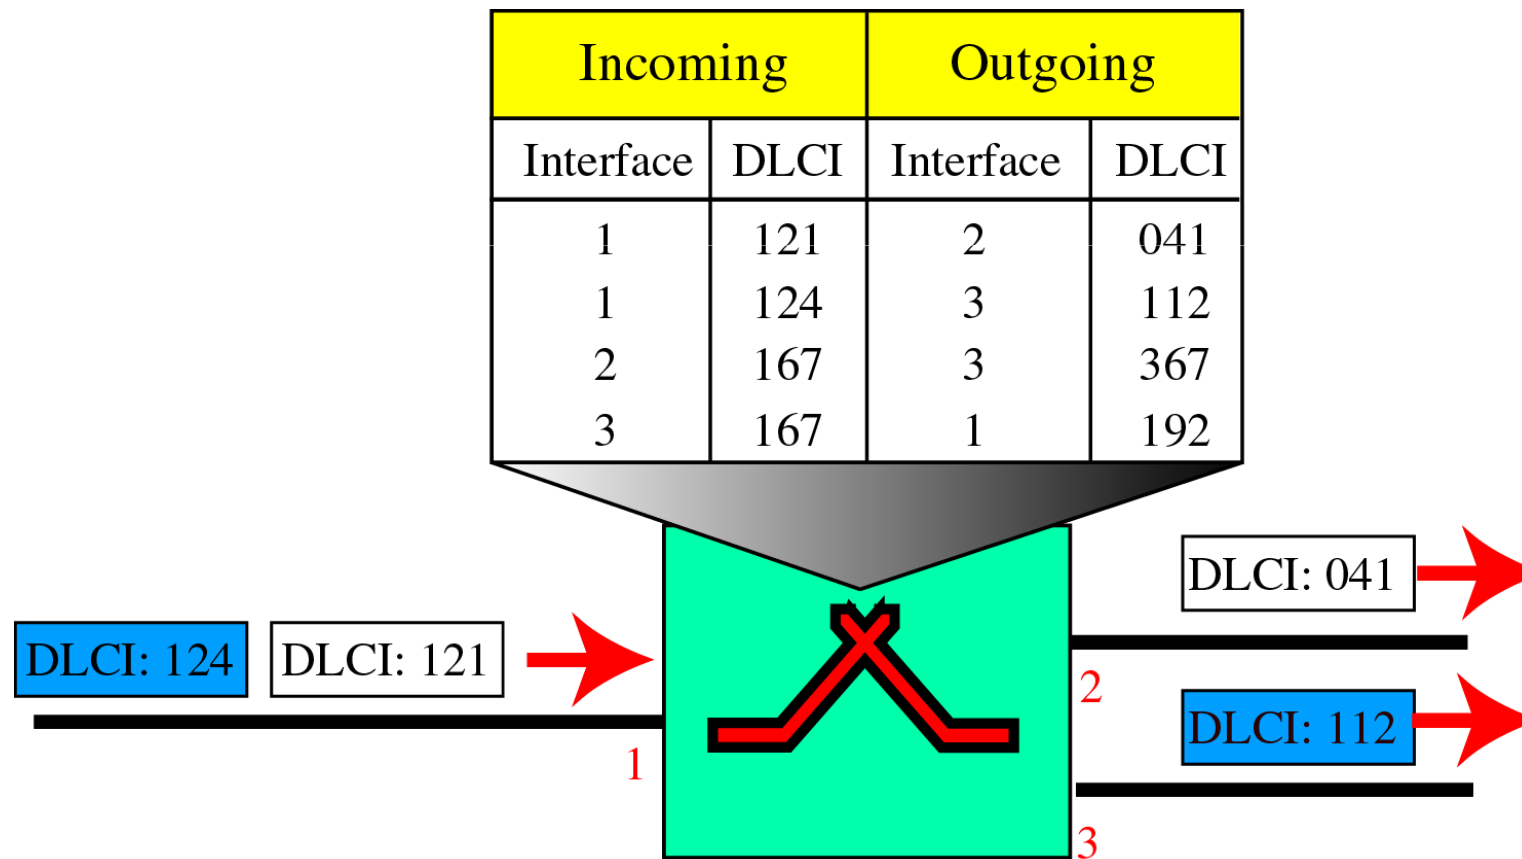 Incoming Outgoing
Interface DLCI Interface DLCI
1 121 2 041
1 124 3 112
2 167 3 367
3 167 1 192
DLCI: 041
DLCI: 124 DLCI: 121
2
DLCI: 112
1
3